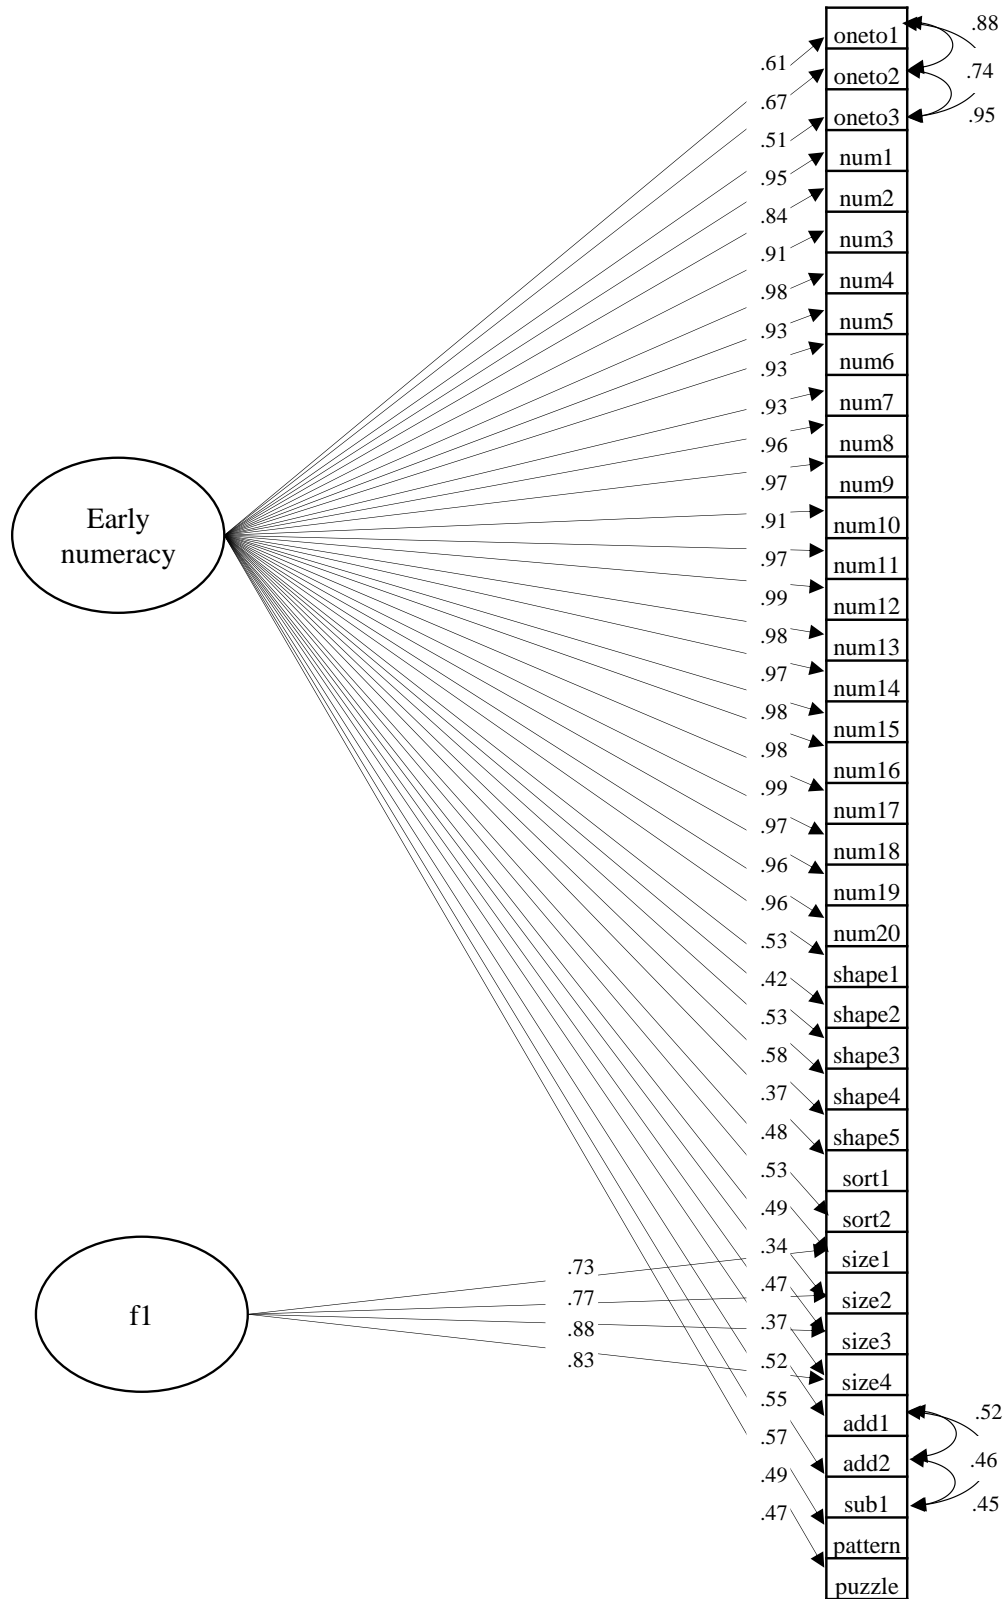 Early
numeracy
f1
.61
.67
.51
.95
.84
.91
.98
.93
.93
.93
.96
.97
.91
.97
.99
.98
.97
.98
.98
.99
.97
.96
.96
.53
.42
.53
.58
.37
.48
.53
.49
.34
.47
.37
.52
.55
.57
.49
.47
.73
.77
.88
.83
oneto1
oneto2
oneto3
num1
num2
num3
num4
num5
num6
num7
num8
num9
num10
num11
num12
num13
num14
num15
num16
num17
num18
num19
num20
shape1
shape2
shape3
shape4
shape5
sort1
sort2
size1
size2
size3
size4
add1
add2
sub1
pattern
puzzle
.88
.74
.95
.52
.46
.45